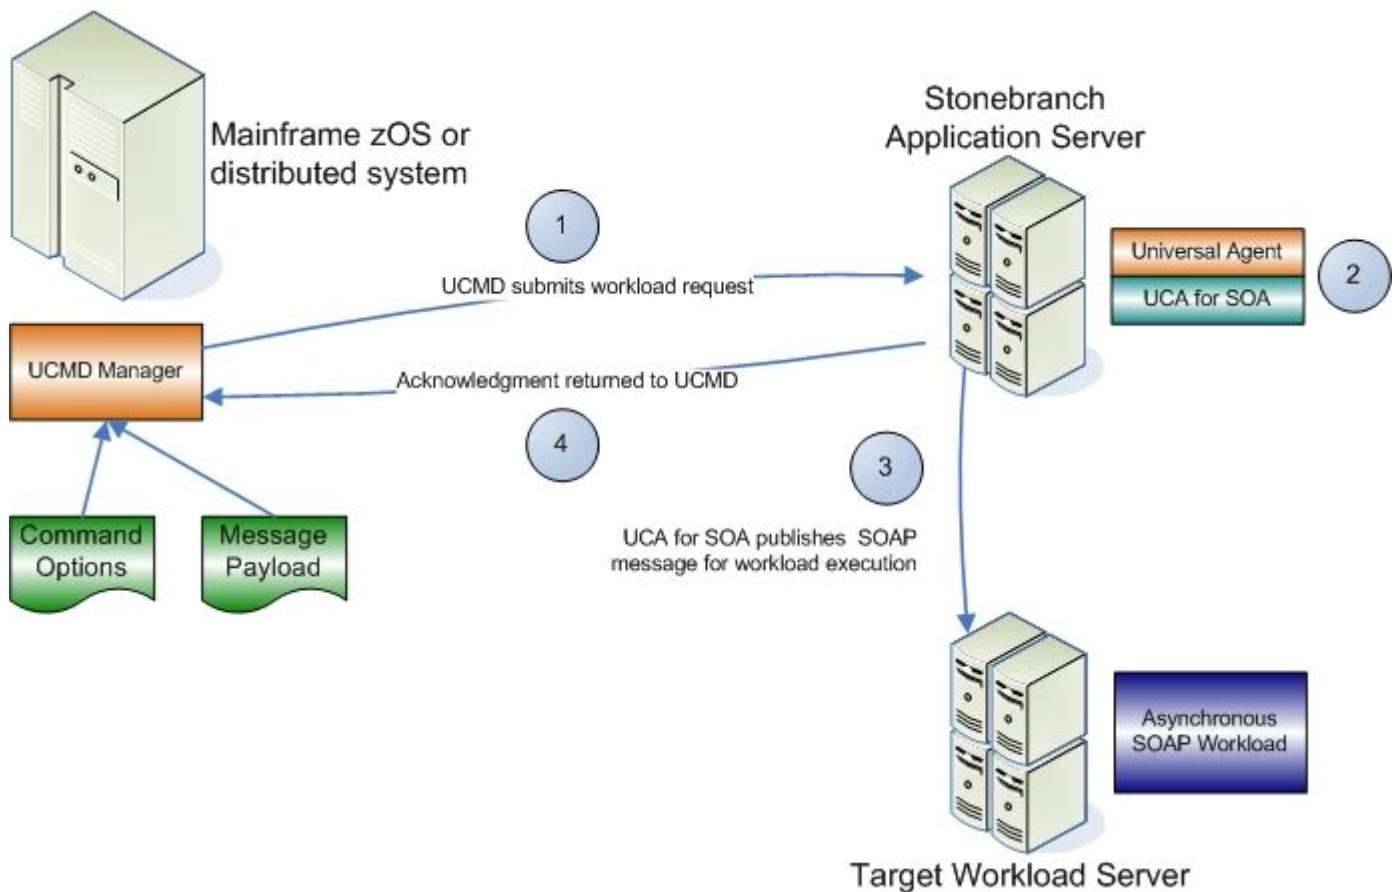 Mainframe zOS or
distributed system
Stonebranch
Application Server
1
UCMD submits workload request
Universal Agent
UCA for SOA
2
UCMD Manager
Acknowledgment returned to UCMD
4
3
UCA for SOA publishes SOAP
message for workload execution
Command
Options
Message
Payload
Asynchronous
SOAP Workload
Target Workload Server